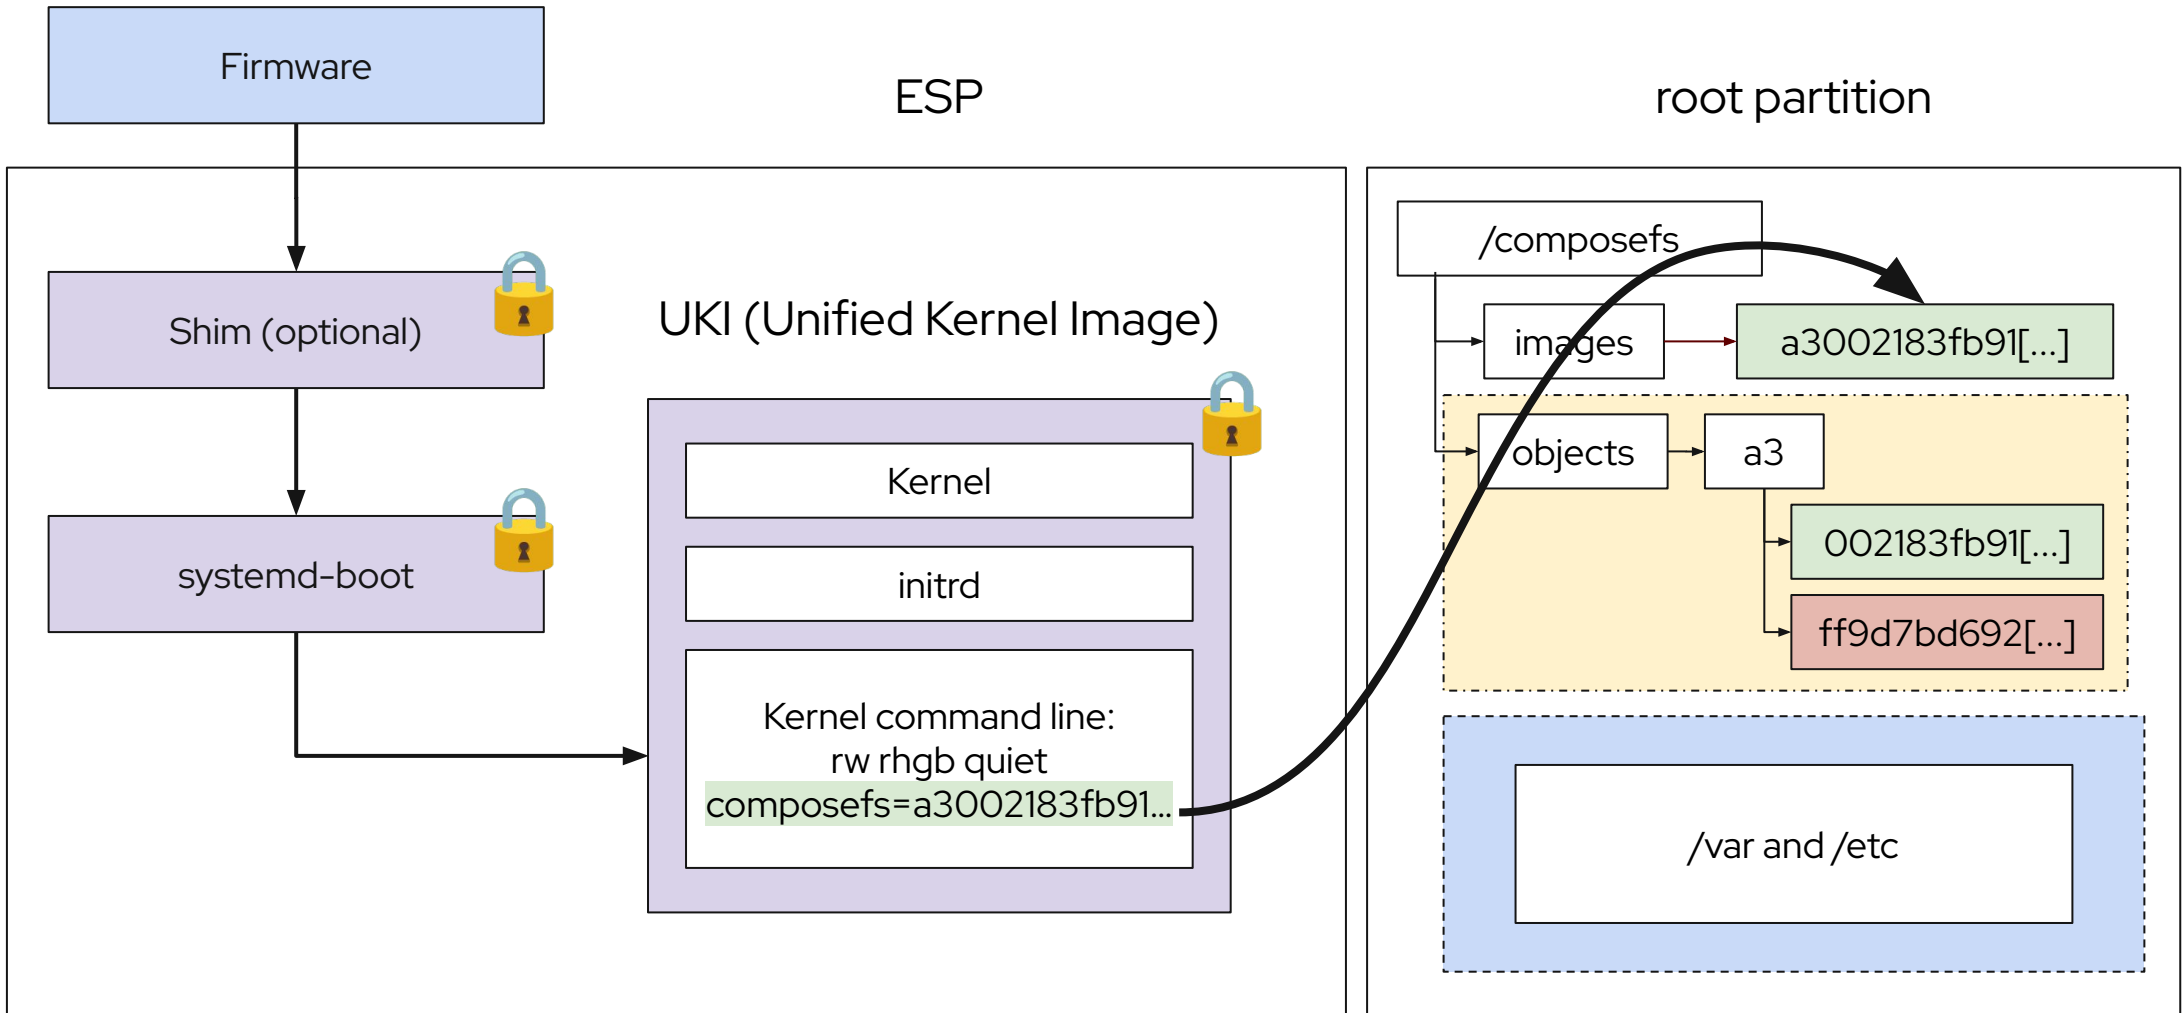 Firmware
ESP
root partition
Shim (optional)
systemd-boot
UKI (Unified Kernel Image)
Kernel
initrd
Kernel command line:
rw rhgb quiet
composefs=a3002183fb91...
/composefs
images
a3002183fb91[...]
objects
a3
002183fb91[...]
ff9d7bd692[...]
/var and /etc